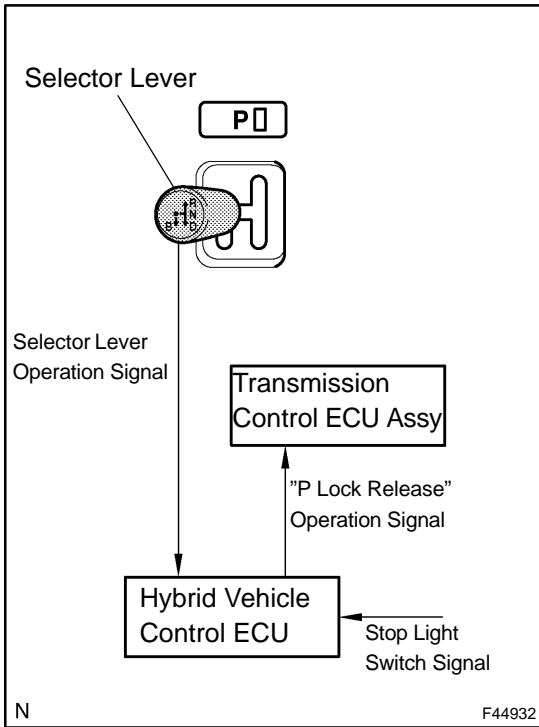 Selector Lever
P
R
N
B D
Selector Lever
Operation Signal
Transmission
Control ECU Assy
"P Lock Release"
Operation Signal
Hybrid Vehicle
Control ECU
Stop Light
Switch Signal
N
F44932